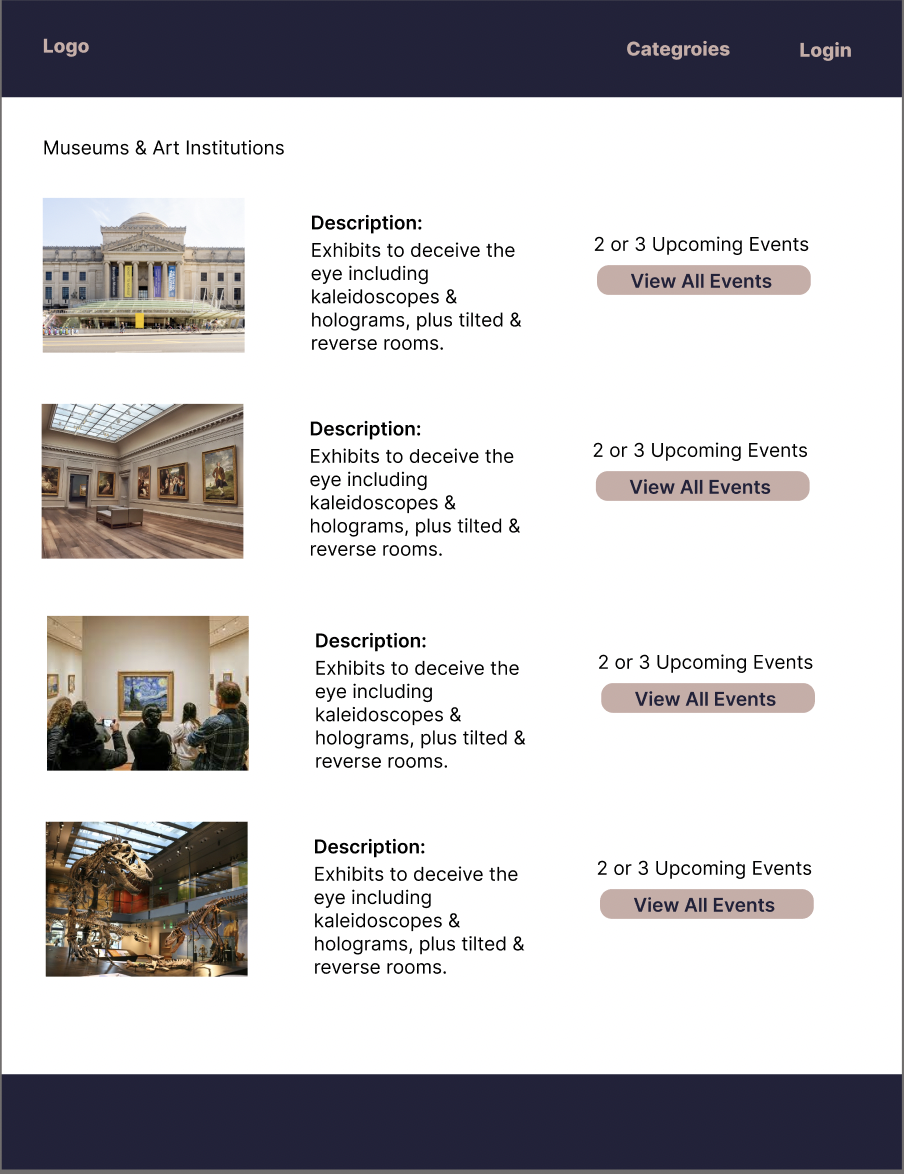 Logo
Categroies
Login
Museums & Art Institutions
Description:
Exhibits to deceive the
eye including
kaleidoscopes &
holograms, plus tilted &
reverse rooms.
2 or 3 Upcoming Events
View All Events
Description:
Exhibits to deceive the
eye including
kaleidoscopes &
holograms, plus tilted &
reverse rooms.
2 or 3 Upcoming Events
View All Events
Description:
Exhibits to deceive the
eye including
kaleidoscopes &
holograms, plus tilted &
reverse rooms.
2 or 3 Upcoming Events
View All Events
Description:
Exhibits to deceive the
eye including
kaleidoscopes &
holograms, plus tilted &
reverse rooms.
2 or 3 Upcoming Events
View All Events